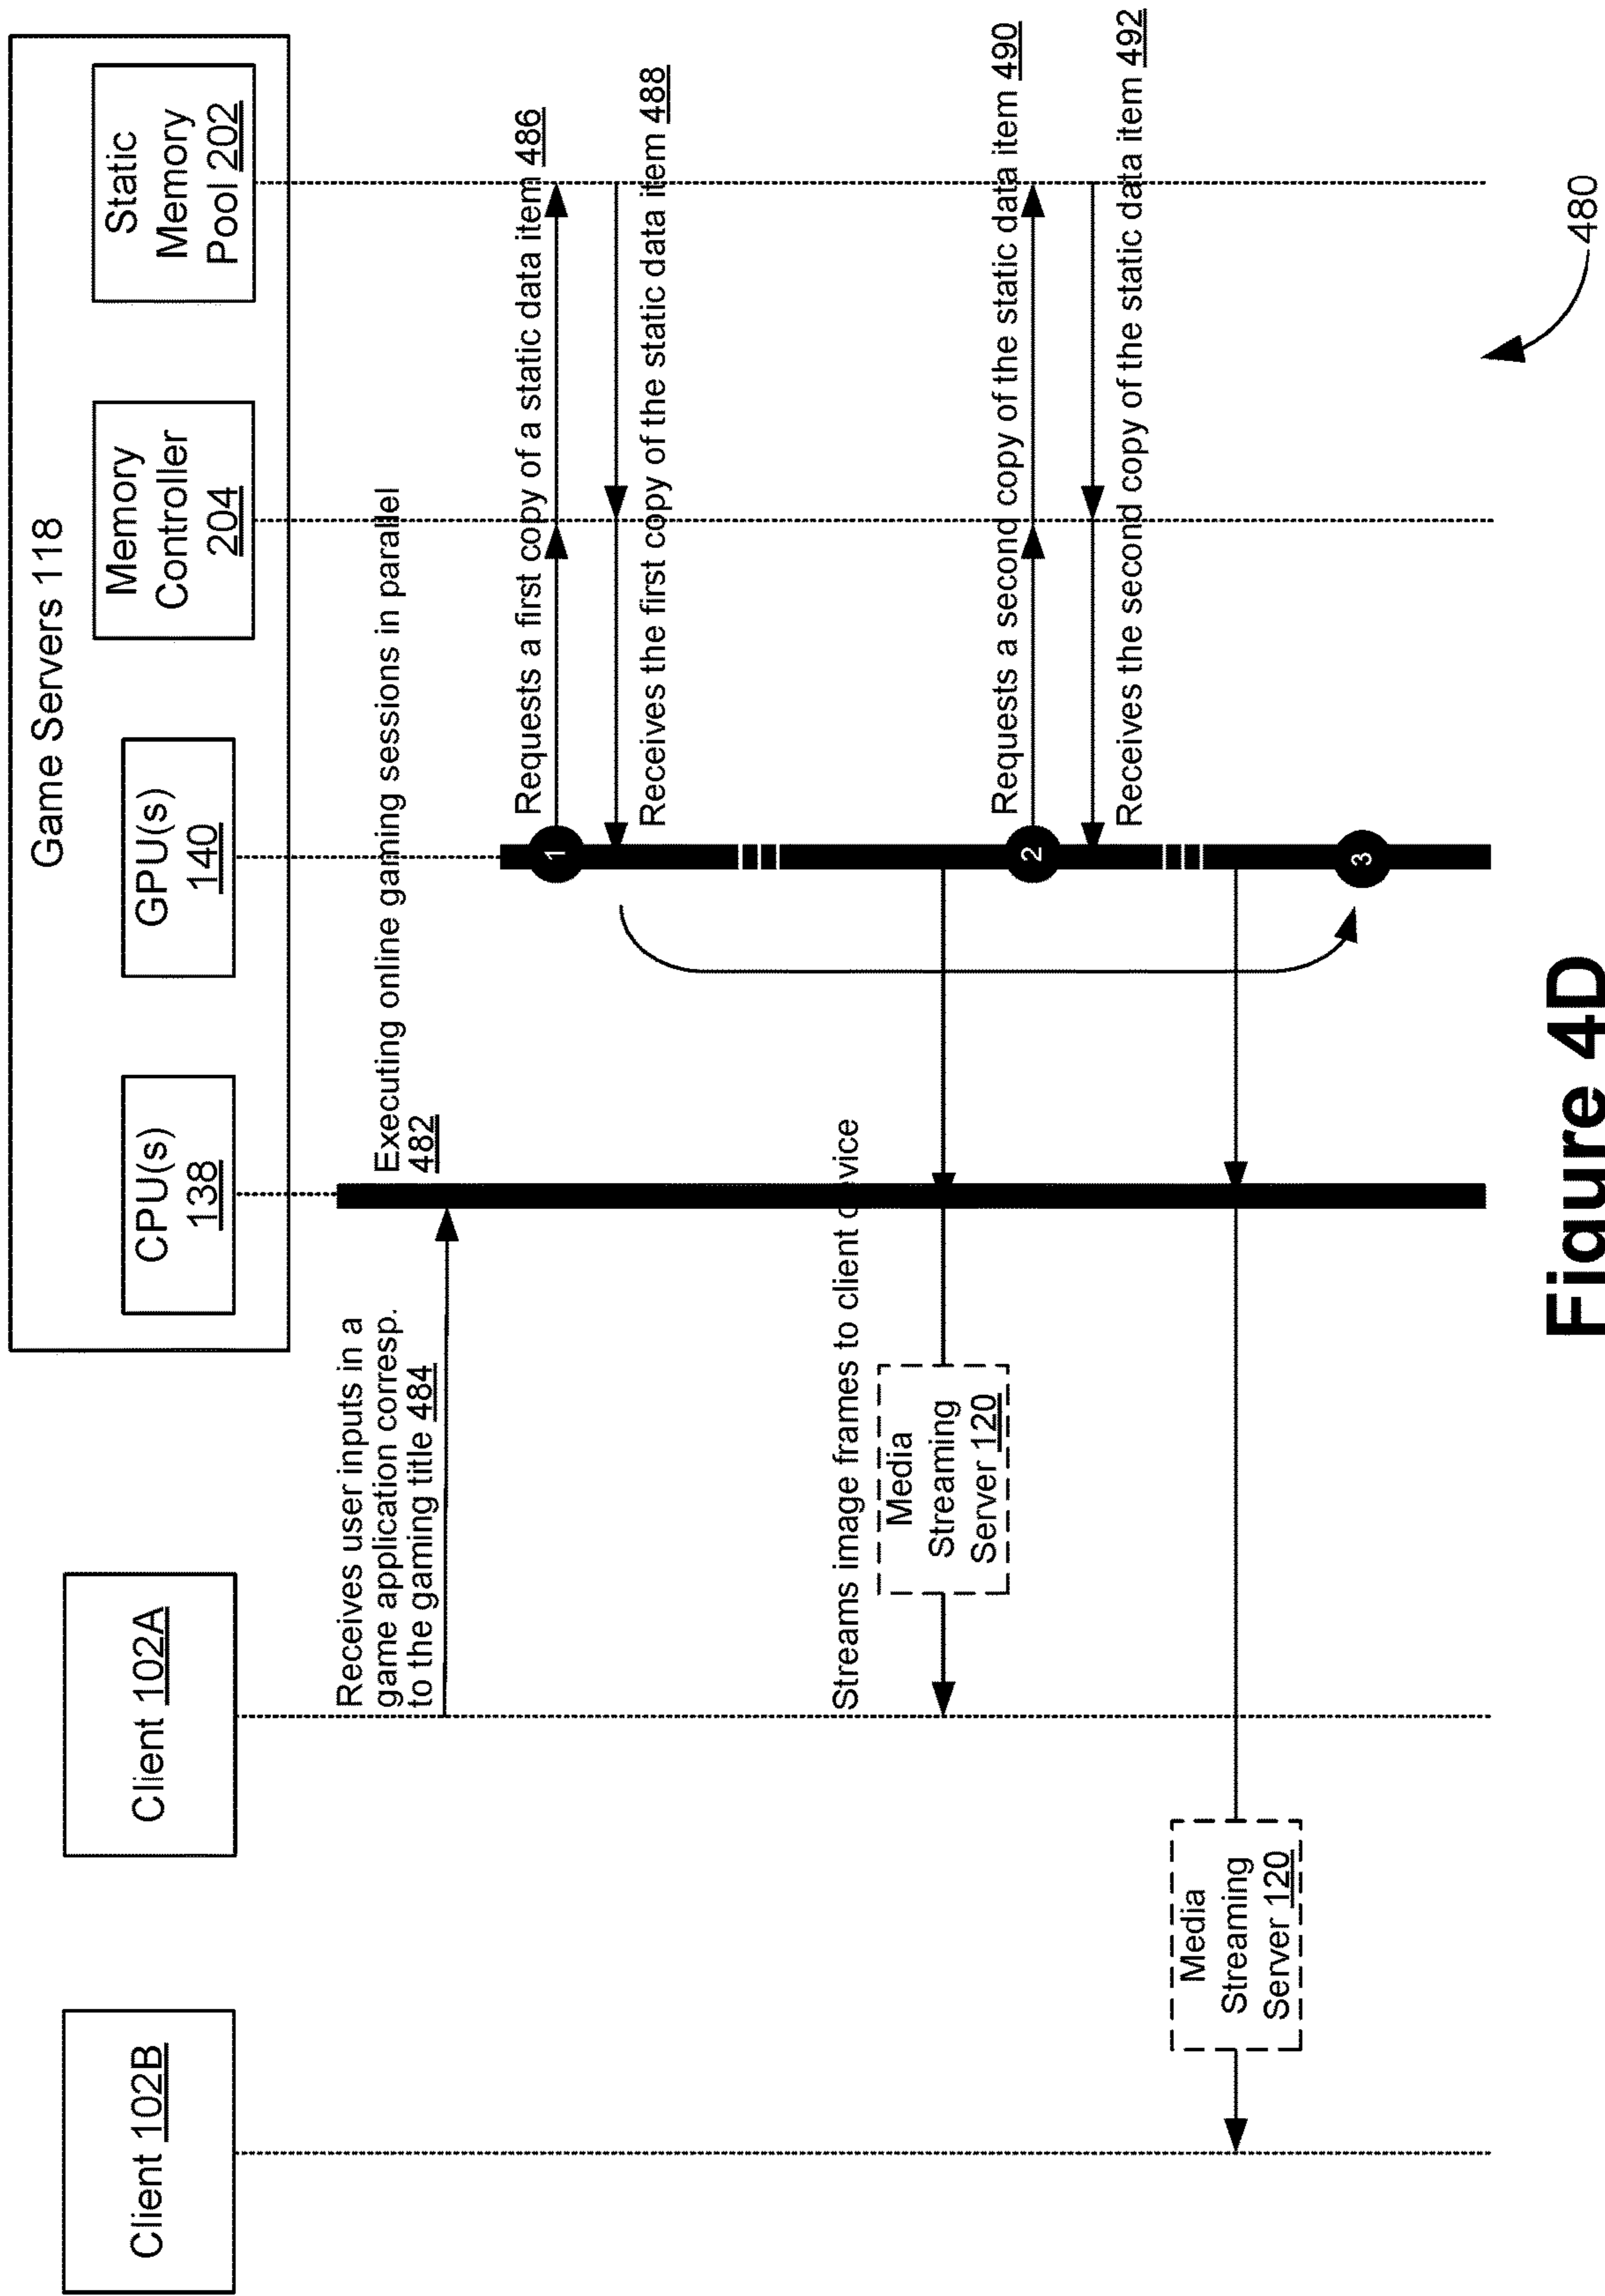 Client 102B
Client 102A
Game Servers 118
CPU(s)
138
GPU(s)
140
Memory
Controller
204
Static
Memory
Pool 202
Receives user inputs in a
game application corresp.
to the gaming title 484
Executing online gaming sessions in parallel
482
1
Requests a first copy of a static data item 486
Receives the first copy of the static data item 488
Streams image frames to client device
Media
Streaming
Server 120
2
Requests a second copy of the static data item 490
Receives the second copy of the static data item 492
Media
Streaming
Server 120
3
480
Figure 4D